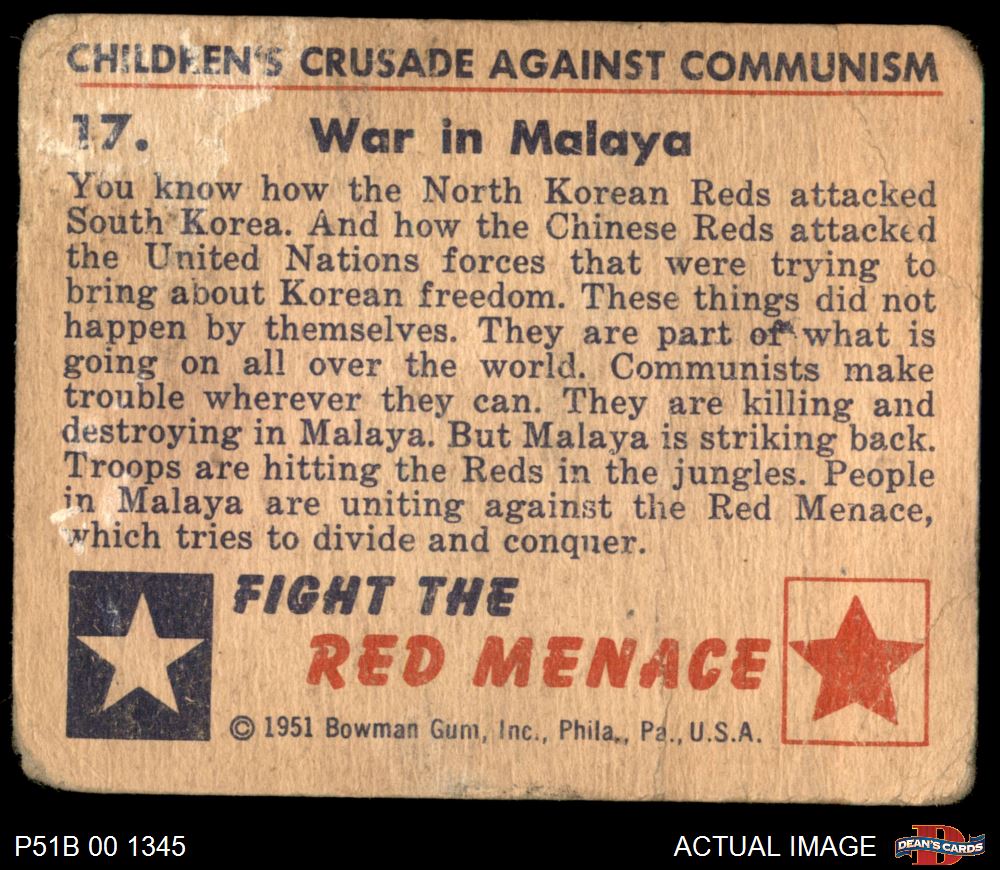 CHILDREN'S CRUSADE AGAINST COMMUNISM
17. War in Malaya
You know how the North Korean Reds attacked
South Korea. And how the Chinese Reds attacked
the United Nations forces that were trying to
bring about Korean freedom. These things did not
happen by themselves. They are part of what is
going on all over the world. Communists make
trouble wherever they can. They are killing and
destroying in Malaya. But Malaya is striking back.
Troops are hitting the Reds in the jungles. People
in Malaya are uniting against the Red Menace,
which tries to divide and conquer.
FIGHT THE
RED MENACE
© 1951 Bowman Gum, Inc., Phila., Pa., U.S.A.
P51B 00 1345
ACTUAL IMAGE
D
DEAN'S CARDS